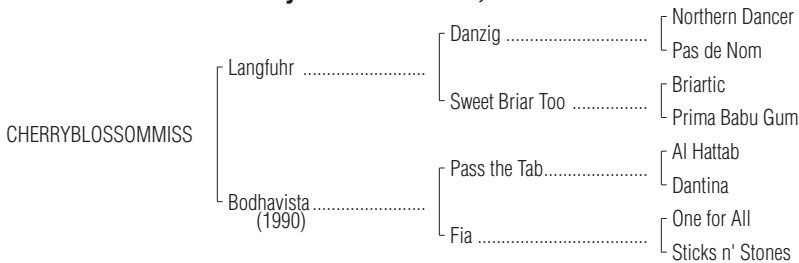 Northern Dancer
Danzig ................................
Pas de Nom
Langfuhr ...........................
Briartic
Sweet Briar Too .................
Prima Babu Gum
CHERRYBLOSSOMMISS
Al Hattab
Pass the Tab.......................
Dantina
Bodhavista.........................
(1990)
One for All
Fia ......................................
Sticks n' Stones